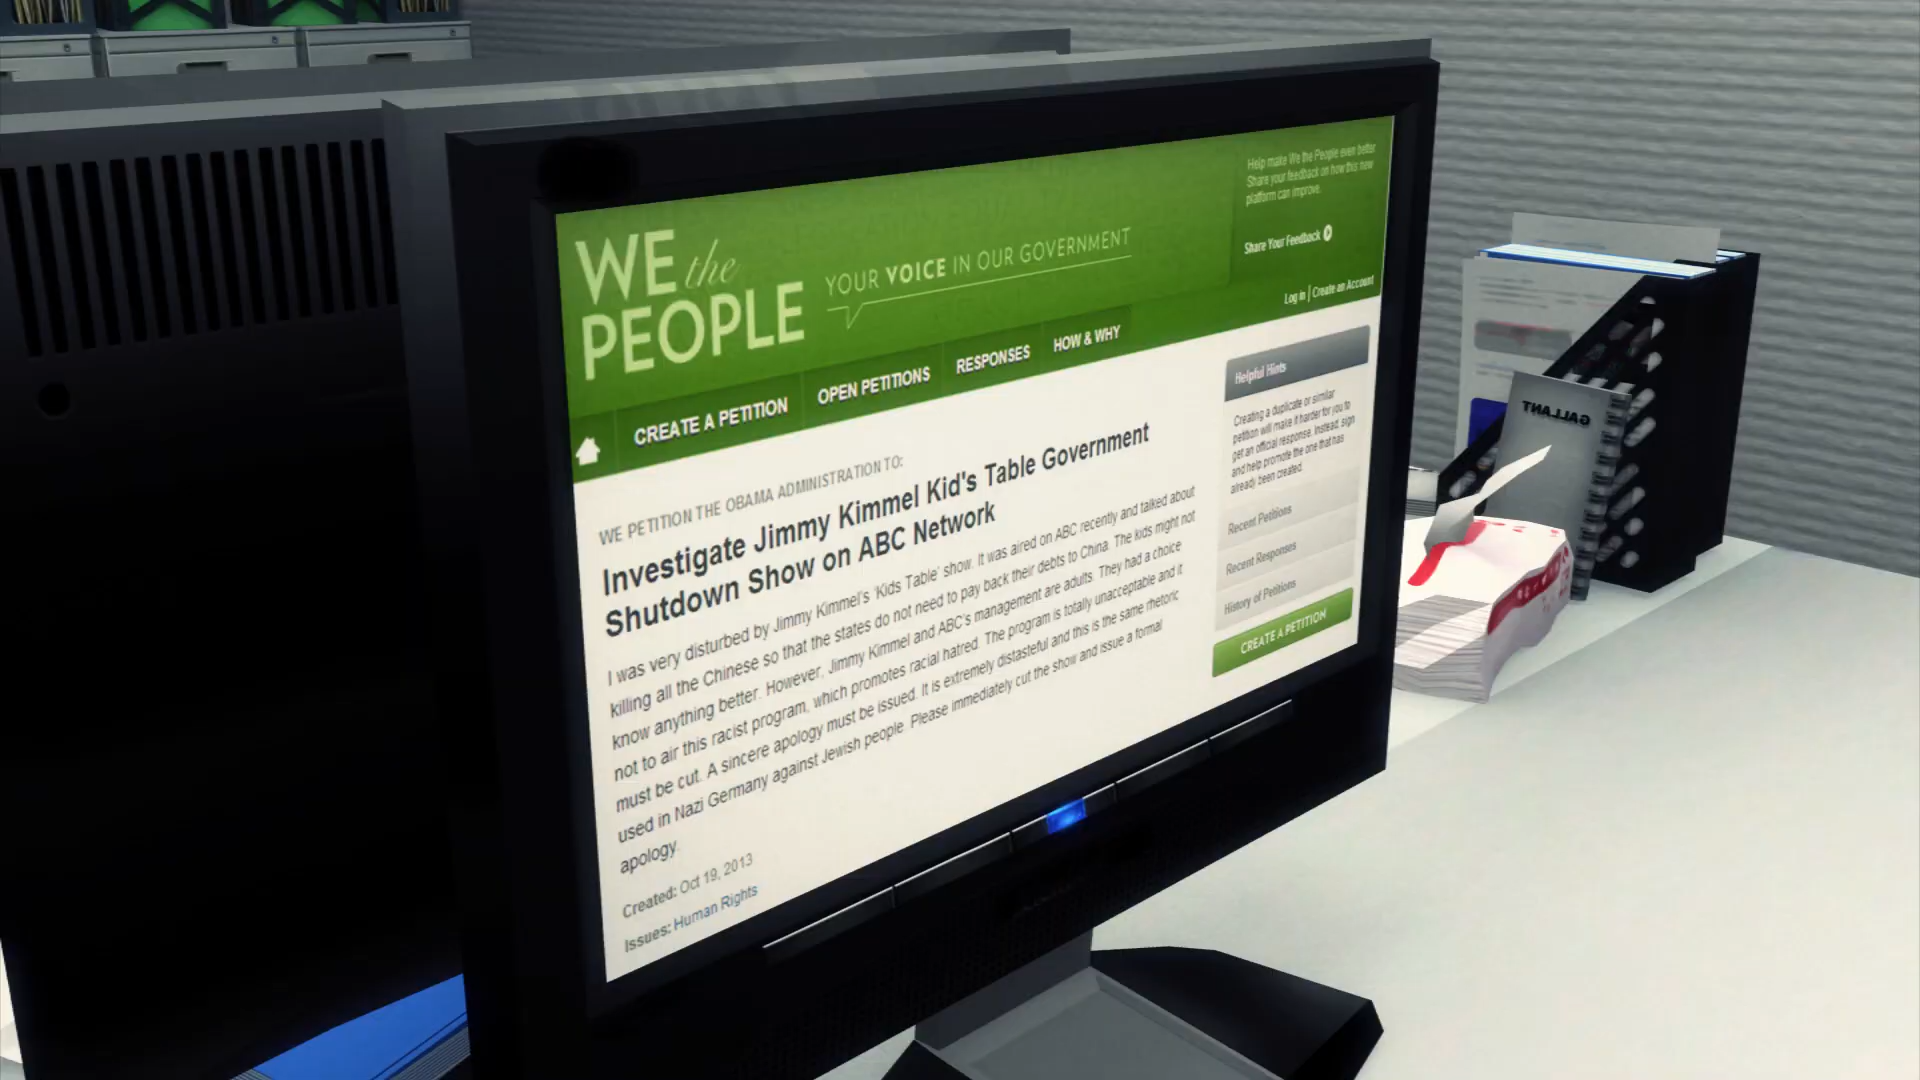 WE the PEOPLE
YOUR VOICE IN OUR GOVERNMENT
Help make We the People even better
Share your feedback on how this new
platform can improve.
Share Your Feedback
Log in | Create an Account
CREATE A PETITION
OPEN PETITIONS
RESPONSES
HOW & WHY
WE PETITION THE OBAMA ADMINISTRATION TO:
Investigate Jimmy Kimmel Kid's Table Government
Shutdown Show on ABC Network
I was very disturbed by Jimmy Kimmel's 'Kids Table' show. It was aired on ABC recently and talked about
killing all the Chinese so that the states do not need to pay back their debts to China. The kids might not
know anything better. However, Jimmy Kimmel and ABC's management are adults. They had a choice
not to air this racist program, which promotes racial hatred. The program is totally unacceptable and it
must be cut. A sincere apology must be issued. It is extremely distasteful and this is the same rhetoric
used in Nazi Germany against Jewish people. Please immediately cut the show and issue a formal
apology.
Created: Oct 19, 2013
Issues: Human Rights
Helpful Hints
Creating a duplicate or similar
petition will make it harder for you to
get an official response. Instead, sign
and help promote the one that has
already been created.
Recent Petitions
Recent Responses
History of Petitions
CREATE A PETITION
GALLANT